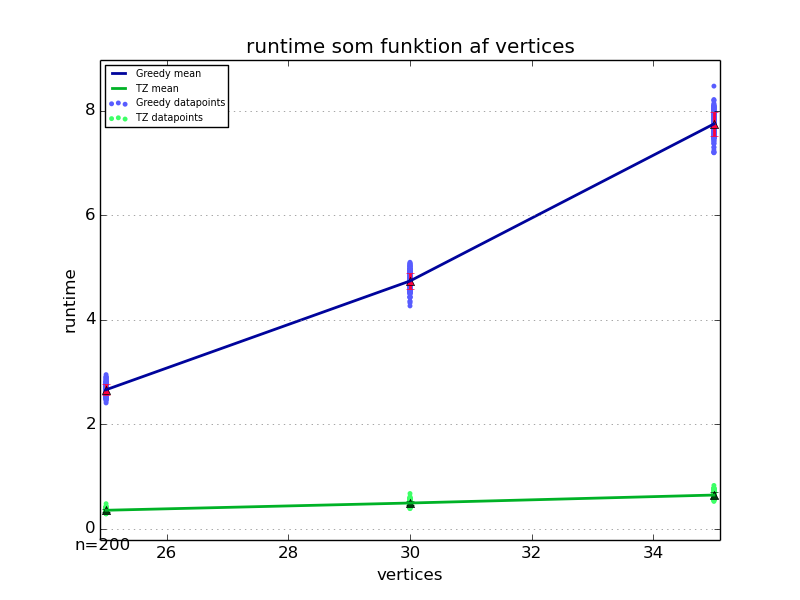 runtime som funktion af vertices
Greedy mean
TZ mean
Greedy datapoints
TZ datapoints
8
6
4
2
0
runtime
n=200
26
28
30
32
34
vertices